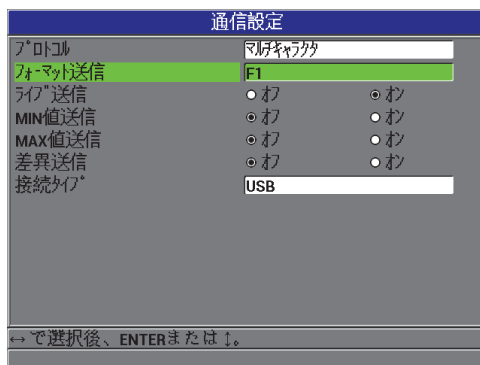 通信設定
ﾌﾟﾛﾄｺﾙ ﾏﾙﾁｷｬﾗｸﾀ
ﾌｫｰﾏｯﾄ送信 F1
ﾗｲﾌﾞ送信 ｵﾌ ｵﾝ
MIN値送信 ｵﾌ ｵﾝ
MAX値送信 ｵﾌ ｵﾝ
差異送信 ｵﾌ ｵﾝ
接続ﾀｲﾌﾟ USB
↔ で選択後、ENTERまたは ↕。